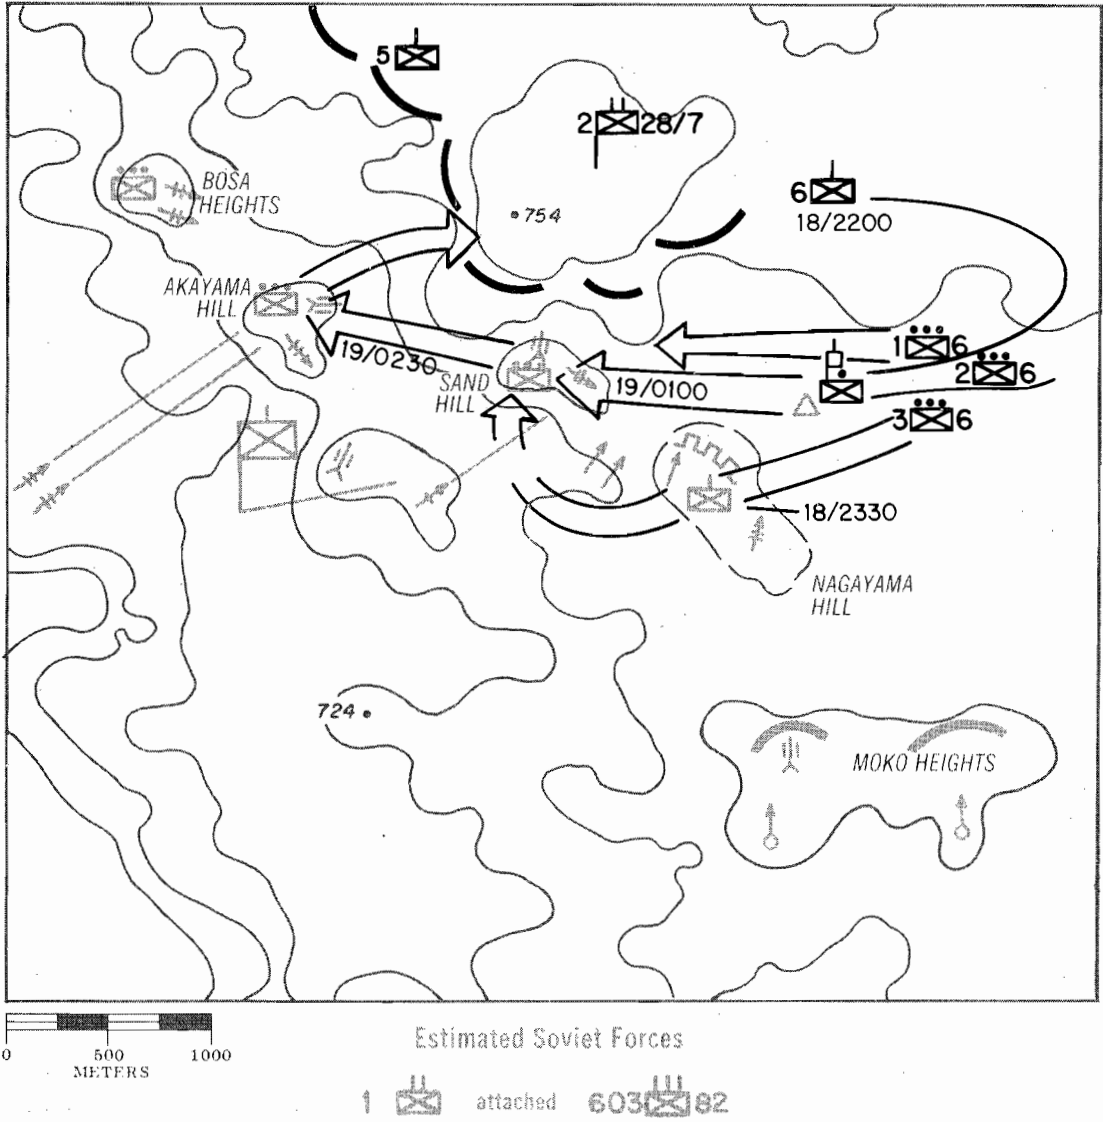 5
2 28/7
BOSA
HEIGHTS
754
6
18/2200
AKAYAMA
HILL
1 6
19/0230
2 6
SAND
HILL
19/0100
3 6
18/2330
NAGAYAMA
HILL
724
MOKO HEIGHTS
0 500 1000
METERS
Estimated Soviet Forces
1 attached 603 82